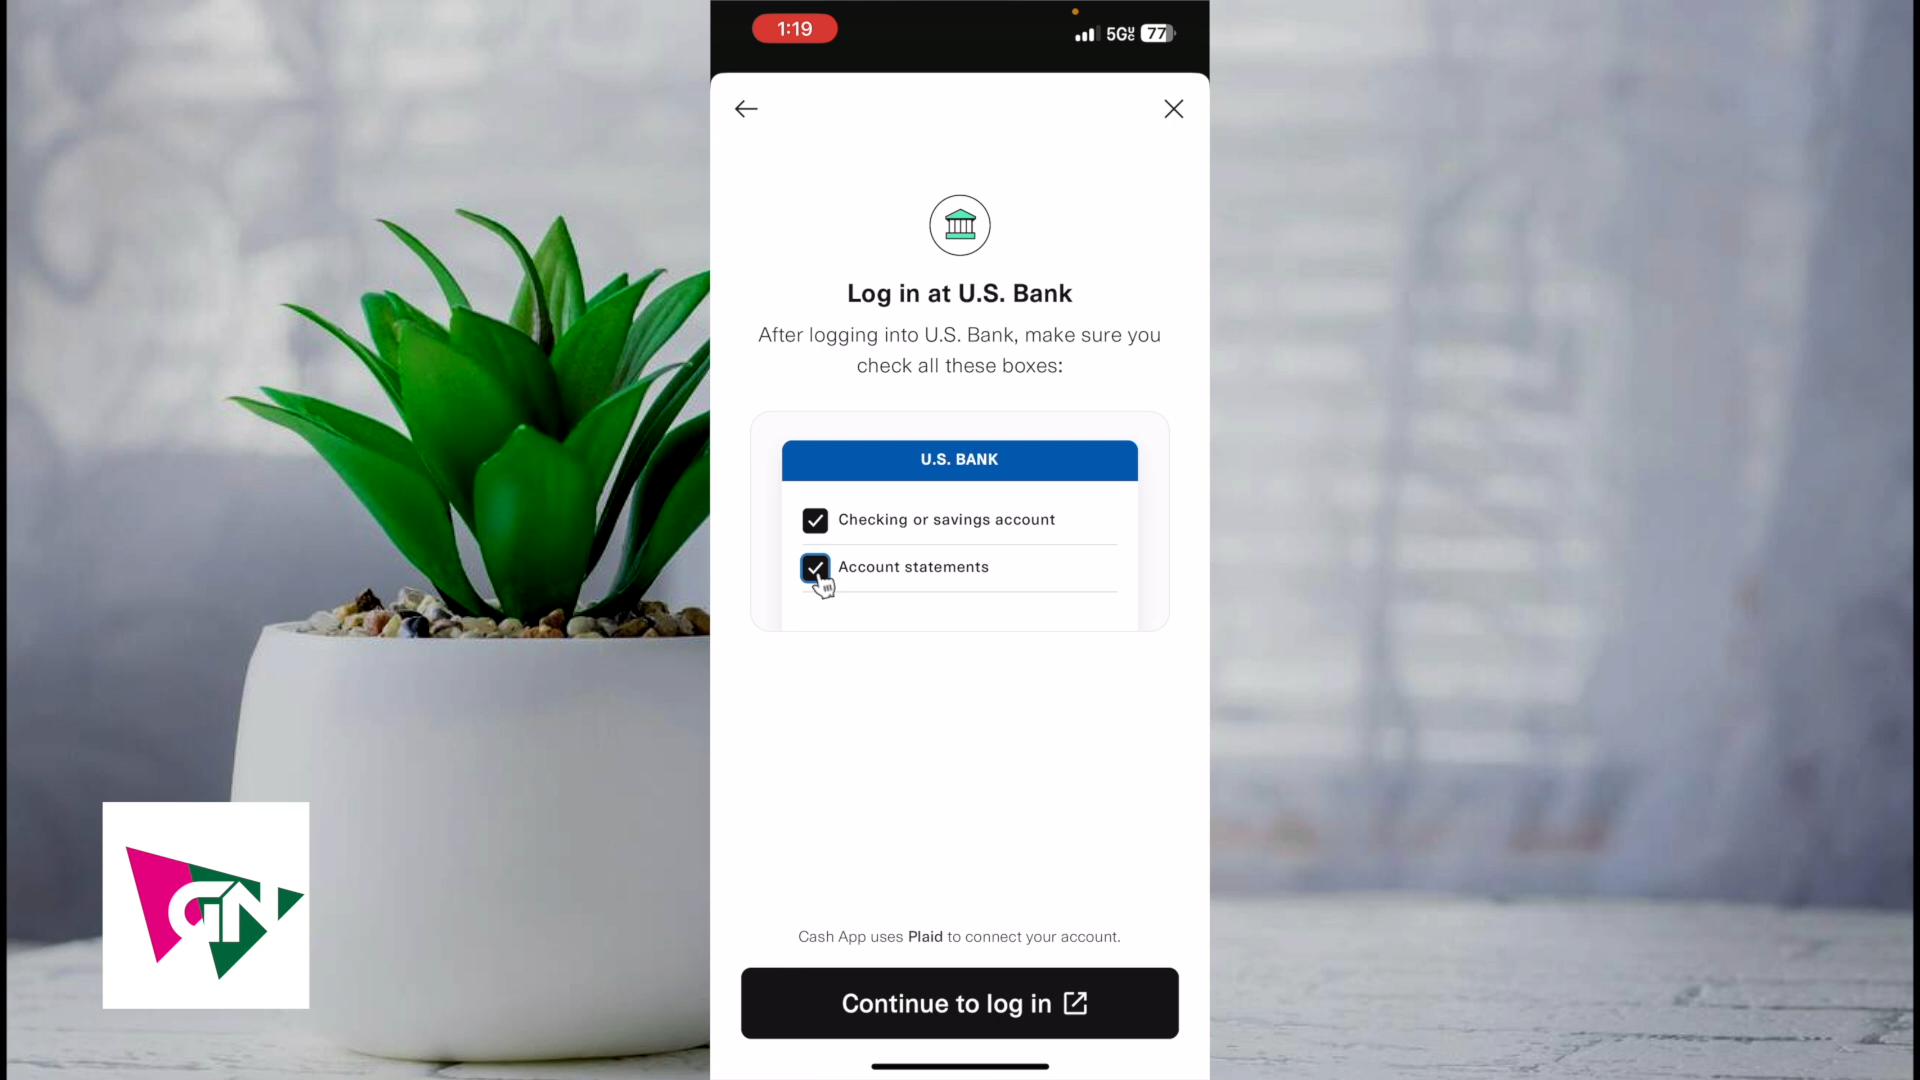 1:19
5G 77
Log in at U.S. Bank
After logging into U.S. Bank, make sure you
check all these boxes:
U.S. BANK
Checking or savings account
Account statements
Cash App uses Plaid to connect your account.
Continue to log in